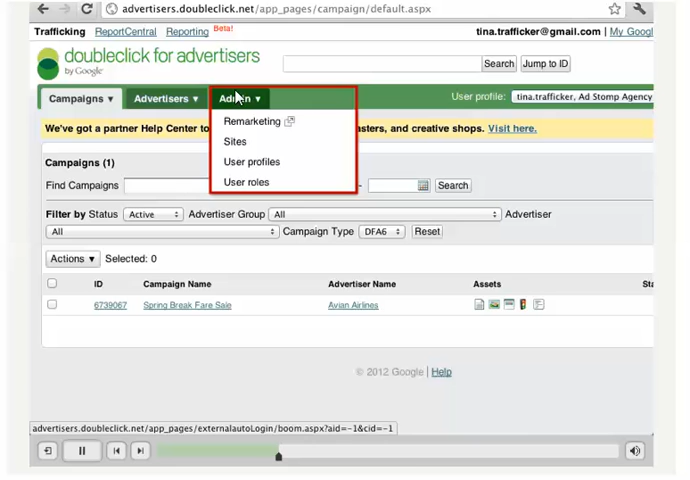 advertisers.doubleclick.net/app_pages/campaign/default.aspx
Trafficking ReportCentral Reporting Beta! tina.trafficker@gmail.com | My Googl
doubleclick for advertisers
by Google
Search Jump to ID
Campaigns ▾ Advertisers ▾ Admin ▾ User profile: tina.trafficker, Ad Stomp Agency
We've got a partner Help Center to asters, and creative shops. Visit here.
Remarketing
Sites
User profiles
User roles
Campaigns (1)
Find Campaigns - Search
Filter by Status Active Advertiser Group All Advertiser
All Campaign Type DFA6 Reset
Actions ▾ Selected: 0
ID Campaign Name Advertiser Name Assets Sta
6739067 Spring Break Fare Sale Avian Airlines
© 2012 Google | Help
advertisers.doubleclick.net/app_pages/externalautoLogin/boom.aspx?aid=-1&cid=-1